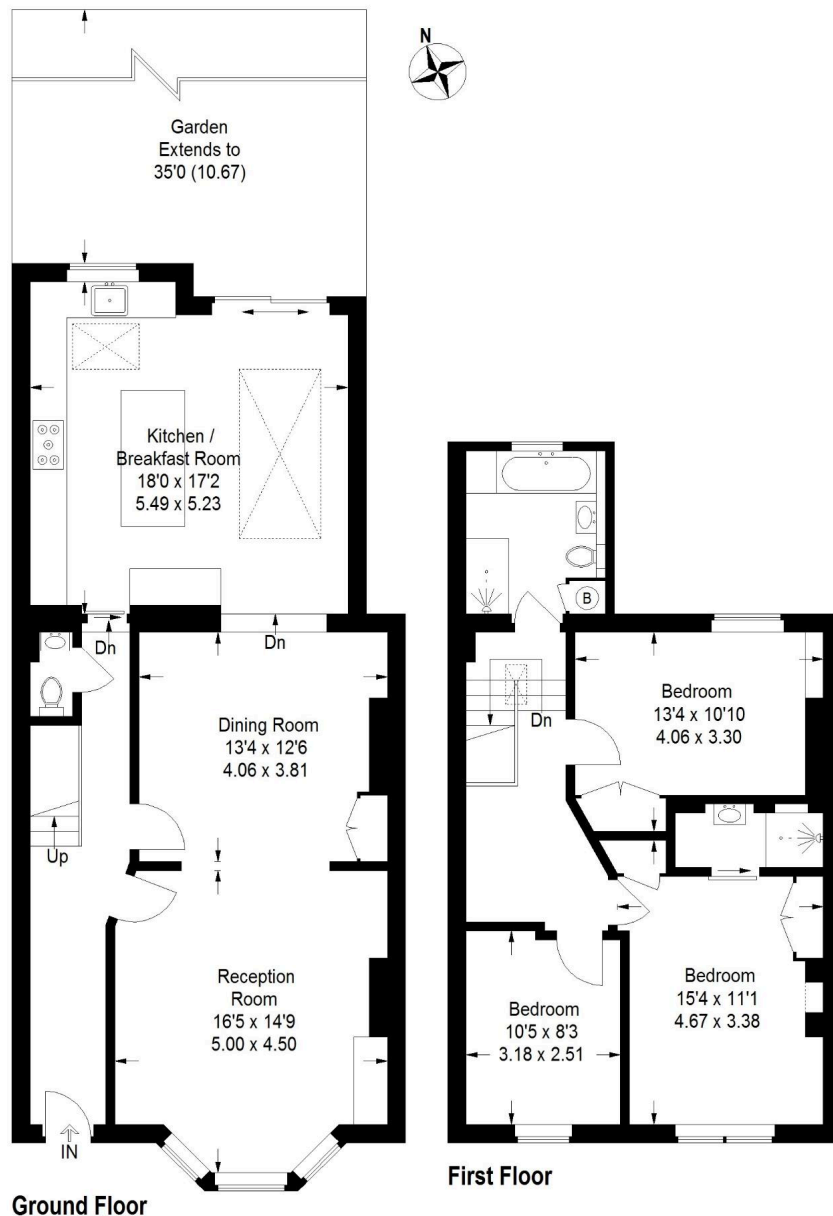 N
Garden
Extends to
35'0 (10.67)
Kitchen /
Breakfast Room
18'0 x 17'2
5.49 x 5.23
Dn
Dn
Dining Room
13'4 x 12'6
4.06 x 3.81
Up
Reception
Room
16'5 x 14'9
5.00 x 4.50
IN
Ground Floor
B
Dn
Bedroom
13'4 x 10'10
4.06 x 3.30
Bedroom
15'4 x 11'1
4.67 x 3.38
Bedroom
10'5 x 8'3
3.18 x 2.51
First Floor